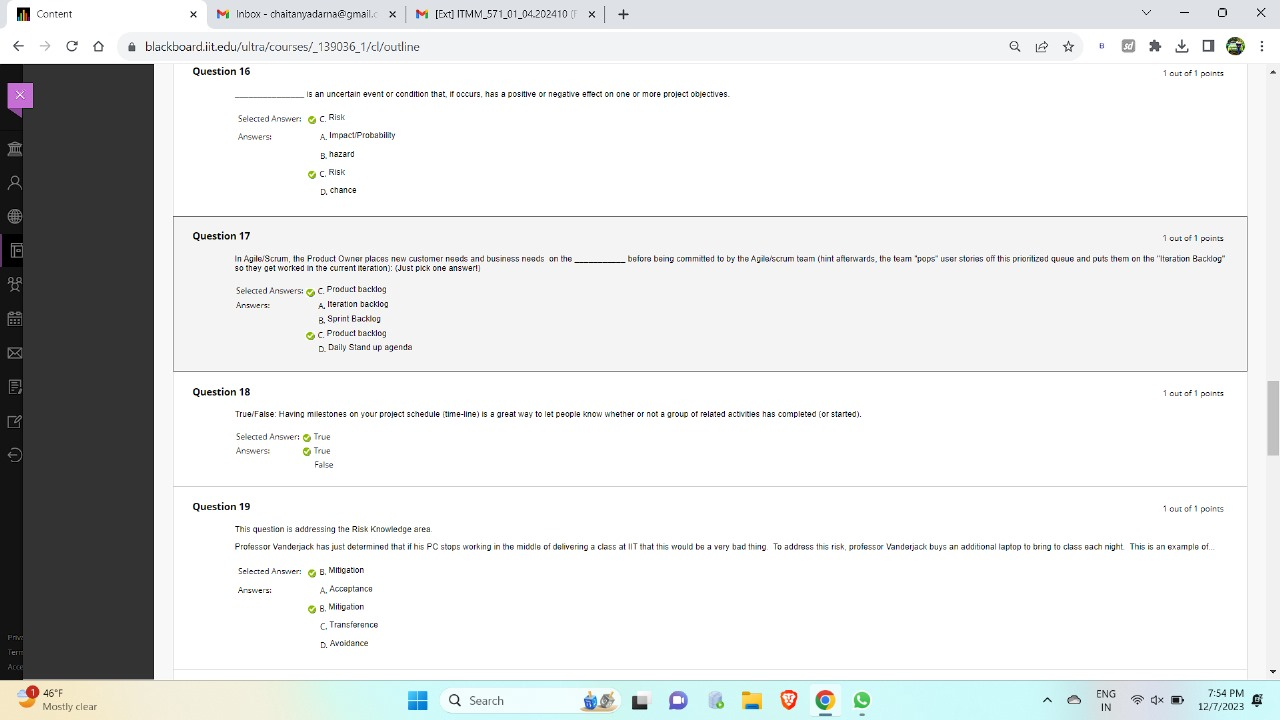 Content
Inbox - chaitanyadarna@gmail.c
[Ext] IMM_571_01_04.202410 (F
blackboard.iit.edu/ultra/courses/_139036_1/cl/outline
Question 16
1 out of 1 points
________________ is an uncertain event or condition that, if occurs, has a positive or negative effect on one or more project objectives.
Selected Answer: C. Risk
Answers: A. Impact/Probability
B. hazard
C. Risk
D. chance
Question 17
1 out of 1 points
In Agile/Scrum, the Product Owner places new customer needs and business needs on the ___________ before being committed to by the Agile/scrum team (hint afterwards, the team "pops" user stories off this prioritized queue and puts them on the "Iteration Backlog"
so they get worked in the current iteration): (Just pick one answer!)
Selected Answers: C. Product backlog
Answers: A. Iteration backlog
B. Sprint Backlog
C. Product backlog
D. Daily Stand up agenda
Question 18
1 out of 1 points
True/False: Having milestones on your project schedule (time-line) is a great way to let people know whether or not a group of related activities has completed (or started).
Selected Answer: True
Answers: True
False
Question 19
1 out of 1 points
This question is addressing the Risk Knowledge area.
Professor Vanderjack has just determined that if his PC stops working in the middle of delivering a class at IIT that this would be a very bad thing. To address this risk, professor Vanderjack buys an additional laptop to bring to class each night. This is an example of...
Selected Answer: B. Mitigation
Answers: A. Acceptance
B. Mitigation
C. Transference
D. Avoidance
Priva
Term
Acce
1
46°F
Mostly clear
Search
ENG
IN
7:54 PM
12/7/2023